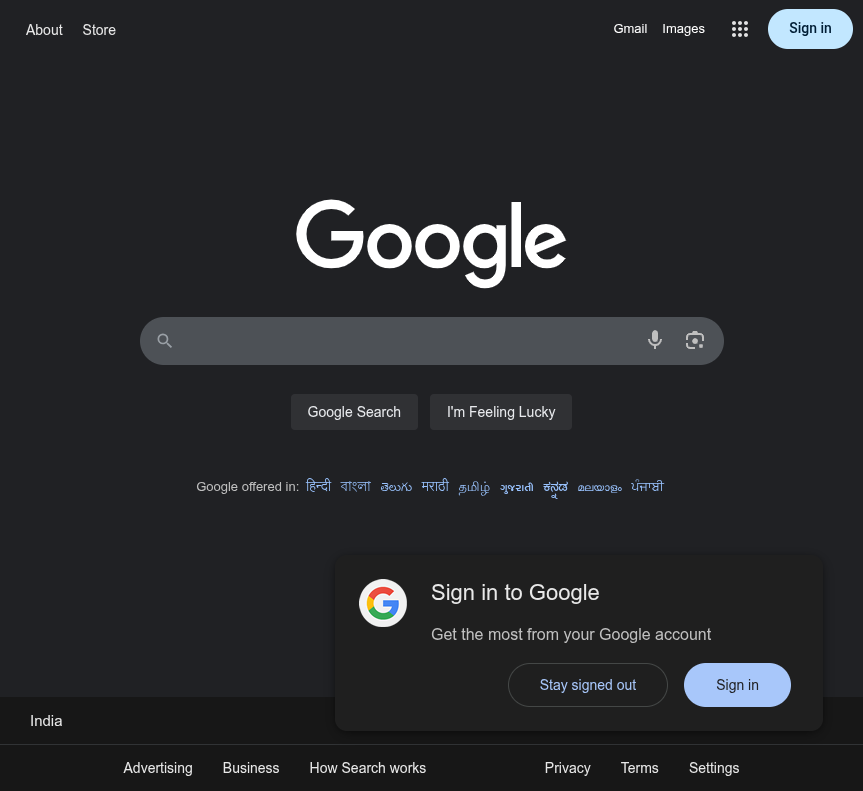 About Store Gmail Images Sign in
Google
Google Search I'm Feeling Lucky
Google offered in: हिन्दी বাংলা తెలుగు मराठी தமிழ் ગુજરાતી ಕನ್ನಡ മലയാളം ਪੰਜਾਬੀ
Sign in to Google
Get the most from your Google account
Stay signed out Sign in
India
Advertising Business How Search works Privacy Terms Settings